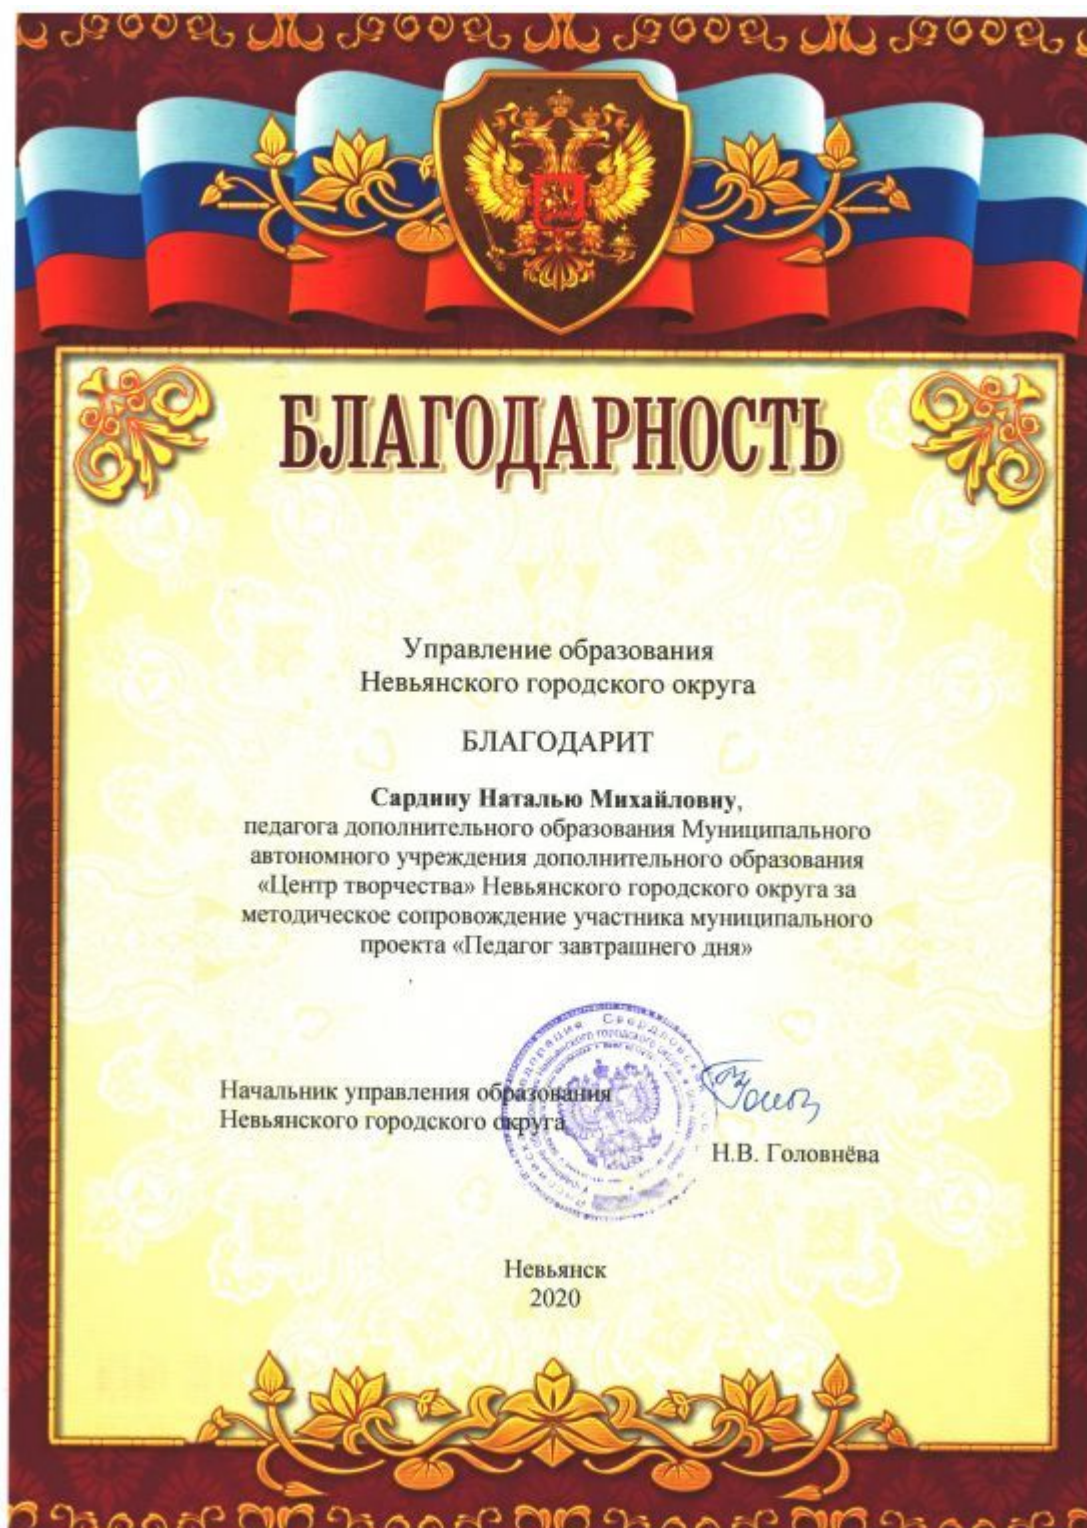 БЛАГОДАРНОСТЬ
Управление образования
Невьянского городского округа
БЛАГОДАРИТ
Сардину Наталью Михайловну,
педагога дополнительного образования Муниципального
автономного учреждения дополнительного образования
«Центр творчества» Невьянского городского округа за
методическое сопровождение участника муниципального
проекта «Педагог завтрашнего дня»
Начальник управления образования
Невьянского городского округа
Н.В. Головнёва
Невьянск
2020